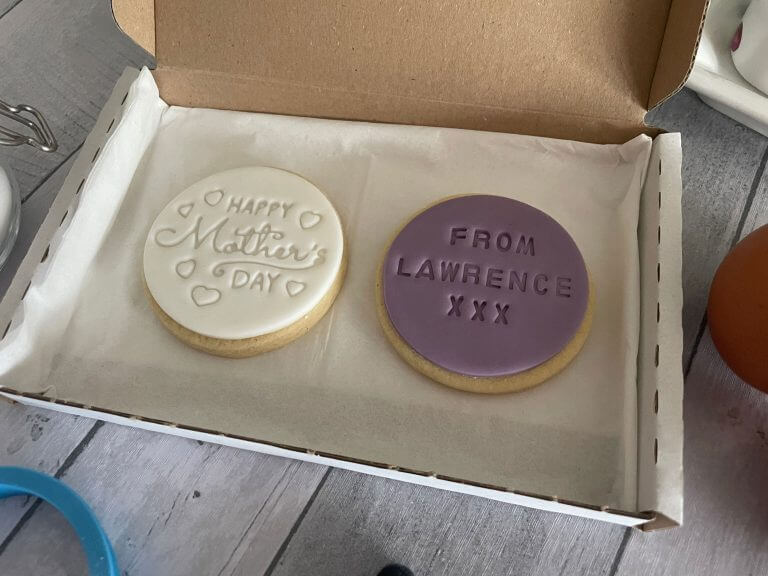 HAPPY
Mother's
DAY
FROM
LAWRENCE
XXX